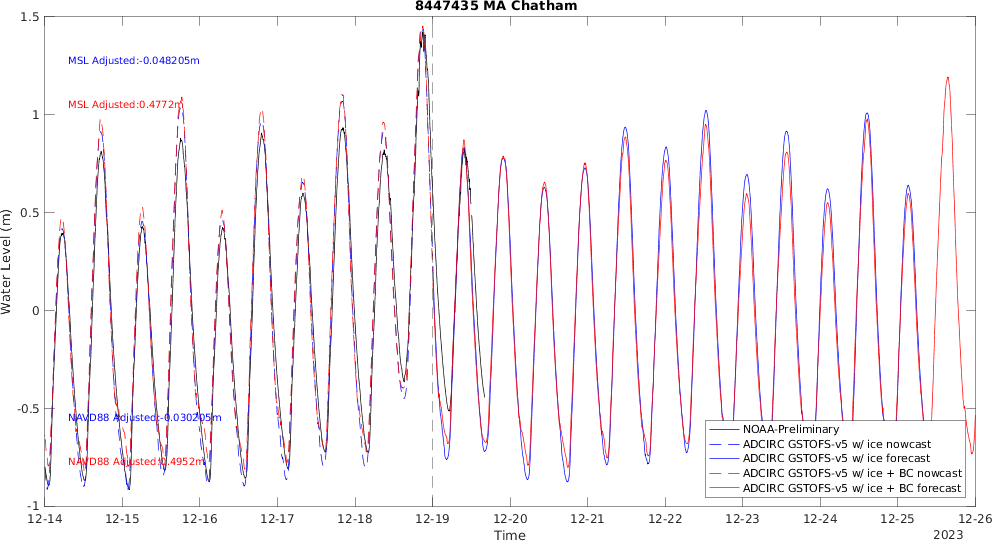 8447435 MA Chatham
1.5
MSL Adjusted:-0.048205m
MSL Adjusted:0.4772m
1
0.5
Water Level (m)
0
-0.5
NAVD88 Adjusted:-0.030205m
NAVD88 Adjusted:0.4952m
-1
NOAA-Preliminary
ADCIRC GSTOFS-v5 w/ ice nowcast
ADCIRC GSTOFS-v5 w/ ice forecast
ADCIRC GSTOFS-v5 w/ ice + BC nowcast
ADCIRC GSTOFS-v5 w/ ice + BC forecast
12-14 12-15 12-16 12-17 12-18 12-19 12-20 12-21 12-22 12-23 12-24 12-25 12-26
Time
2023